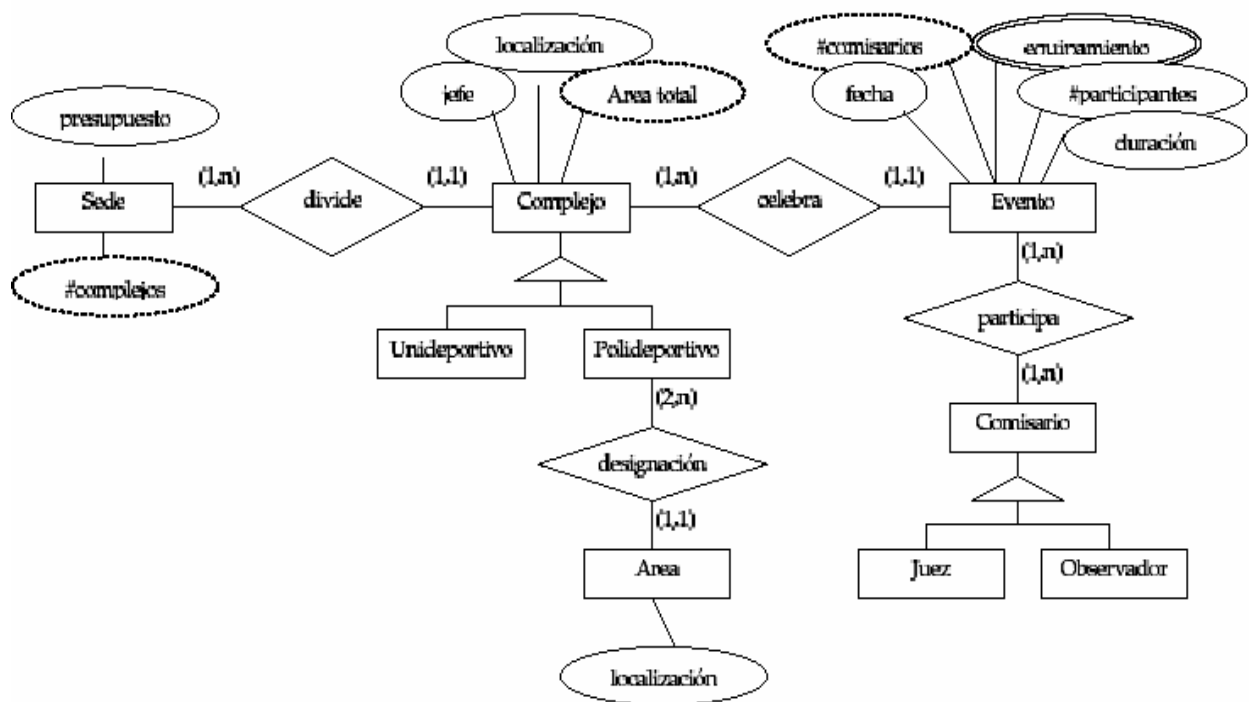 localización
#comisarios
equipamiento
jefe
Area total
fecha
#participantes
presupuesto
duración
(1,n)
(1,1)
(1,n)
(1,1)
Sede
divide
Complejo
celebra
Evento
(1,n)
#complejos
participa
Unideportivo
Polideportivo
(1,n)
(2,n)
Comisario
designación
(1,1)
Area
Juez
Observador
localización